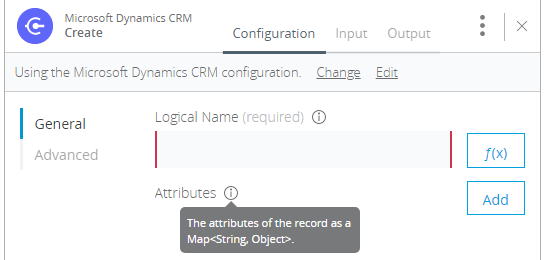 Microsoft Dynamics CRM
Create
Configuration
Input
Output
Using the Microsoft Dynamics CRM configuration. Change Edit
General
Advanced
Logical Name (required)
f(x)
Attributes
Add
The attributes of the record as a
Map<String, Object>.